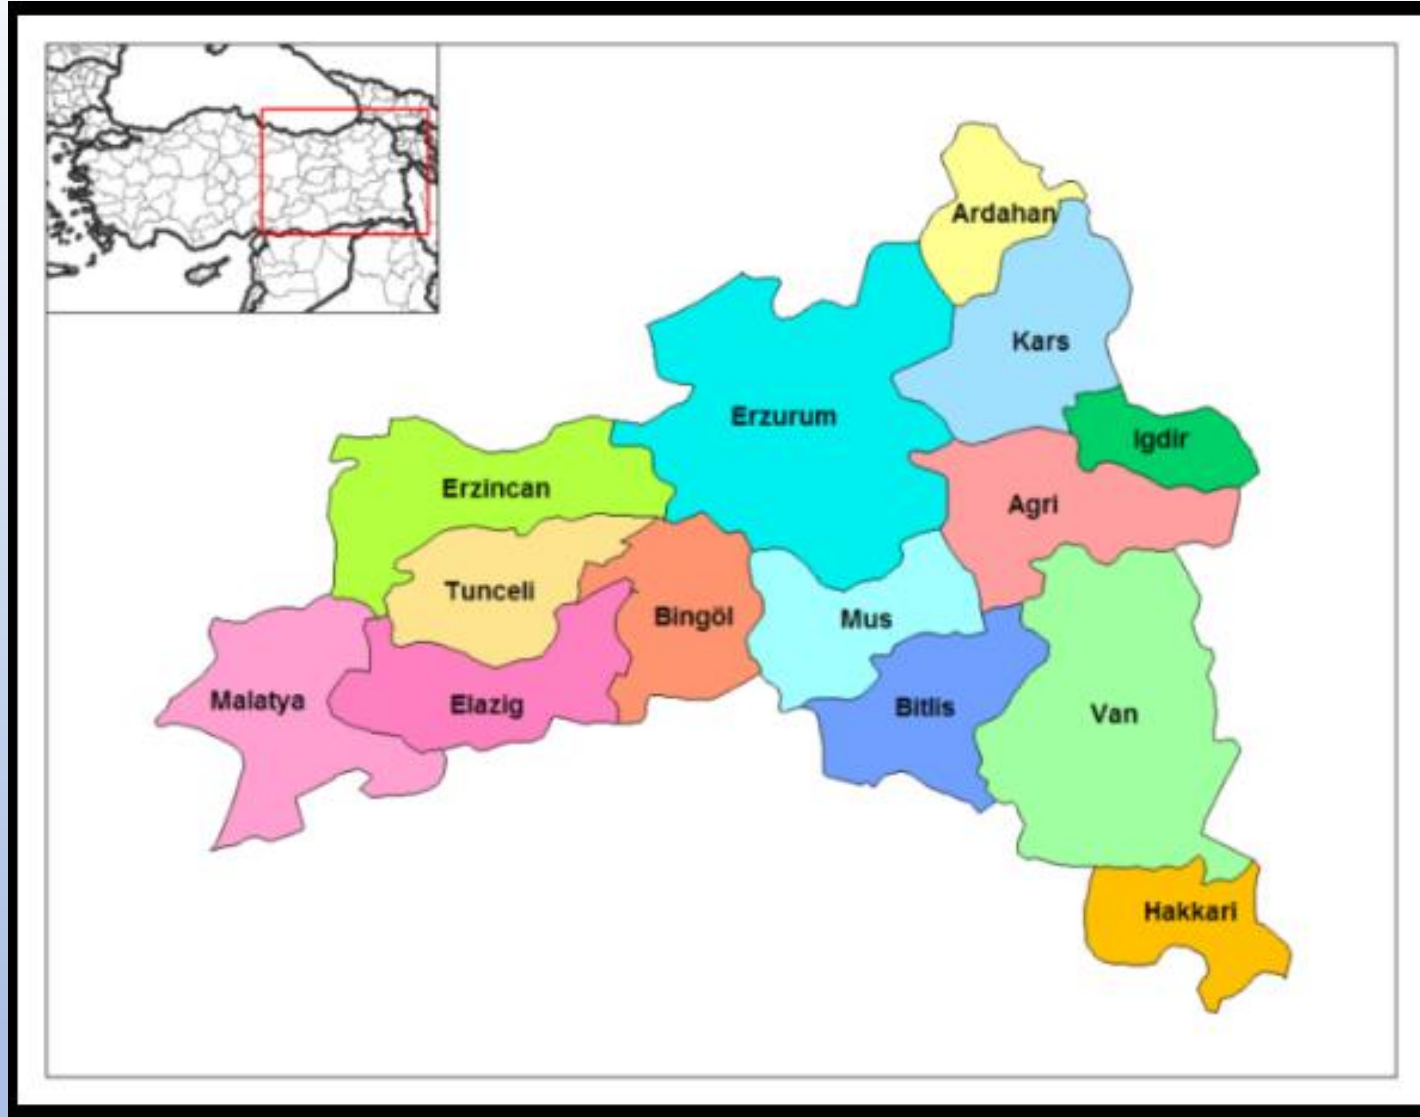 Ardahan
Kars
Erzurum
Igdir
Erzincan
Agri
Tunceli
Bingöl
Mus
Malatya
Elazig
Bitlis
Van
Hakkari